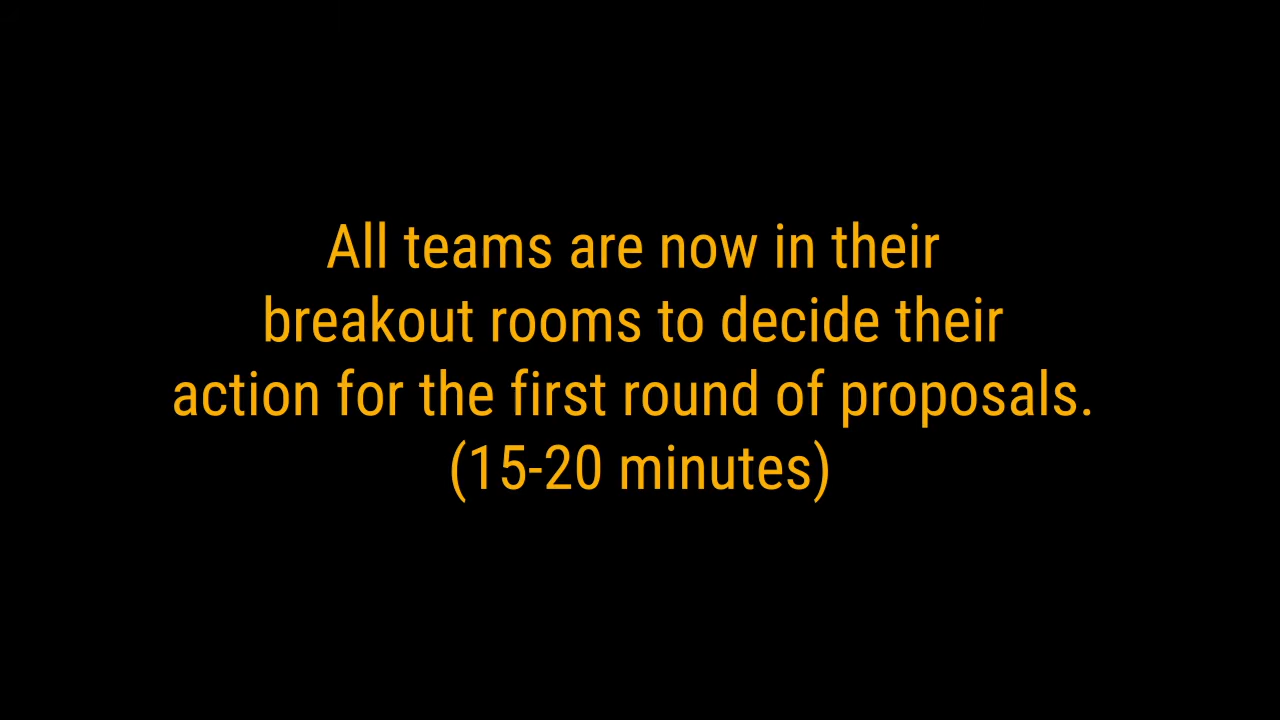 All teams are now in their
breakout rooms to decide their
action for the first round of proposals.
(15-20 minutes)